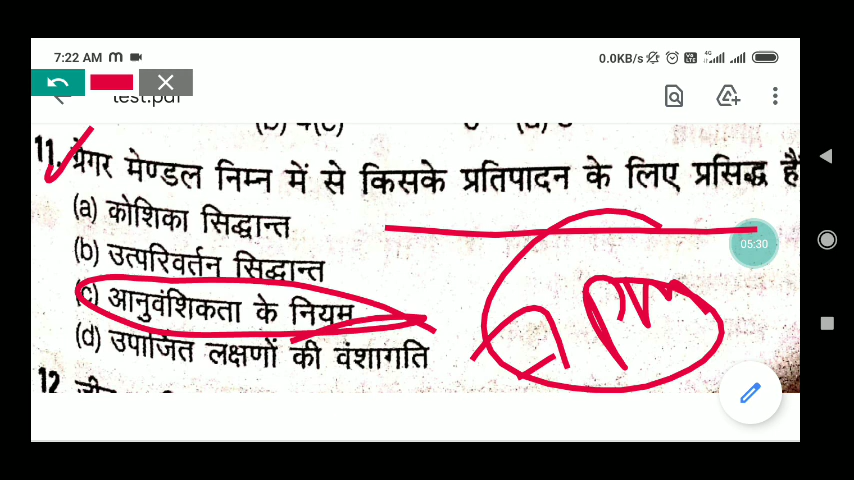 7:22 AM
0.0KB/s
test.pdf
11. ग्रेगर मेण्डल निम्न में से किसके प्रतिपादन के लिए प्रसिद्ध हैं
(a) कोशिका सिद्धान्त
05:30
(b) उत्परिवर्तन सिद्धान्त
(c) आनुवंशिकता के नियम
(d) उपार्जित लक्षणों की वंशागति
12